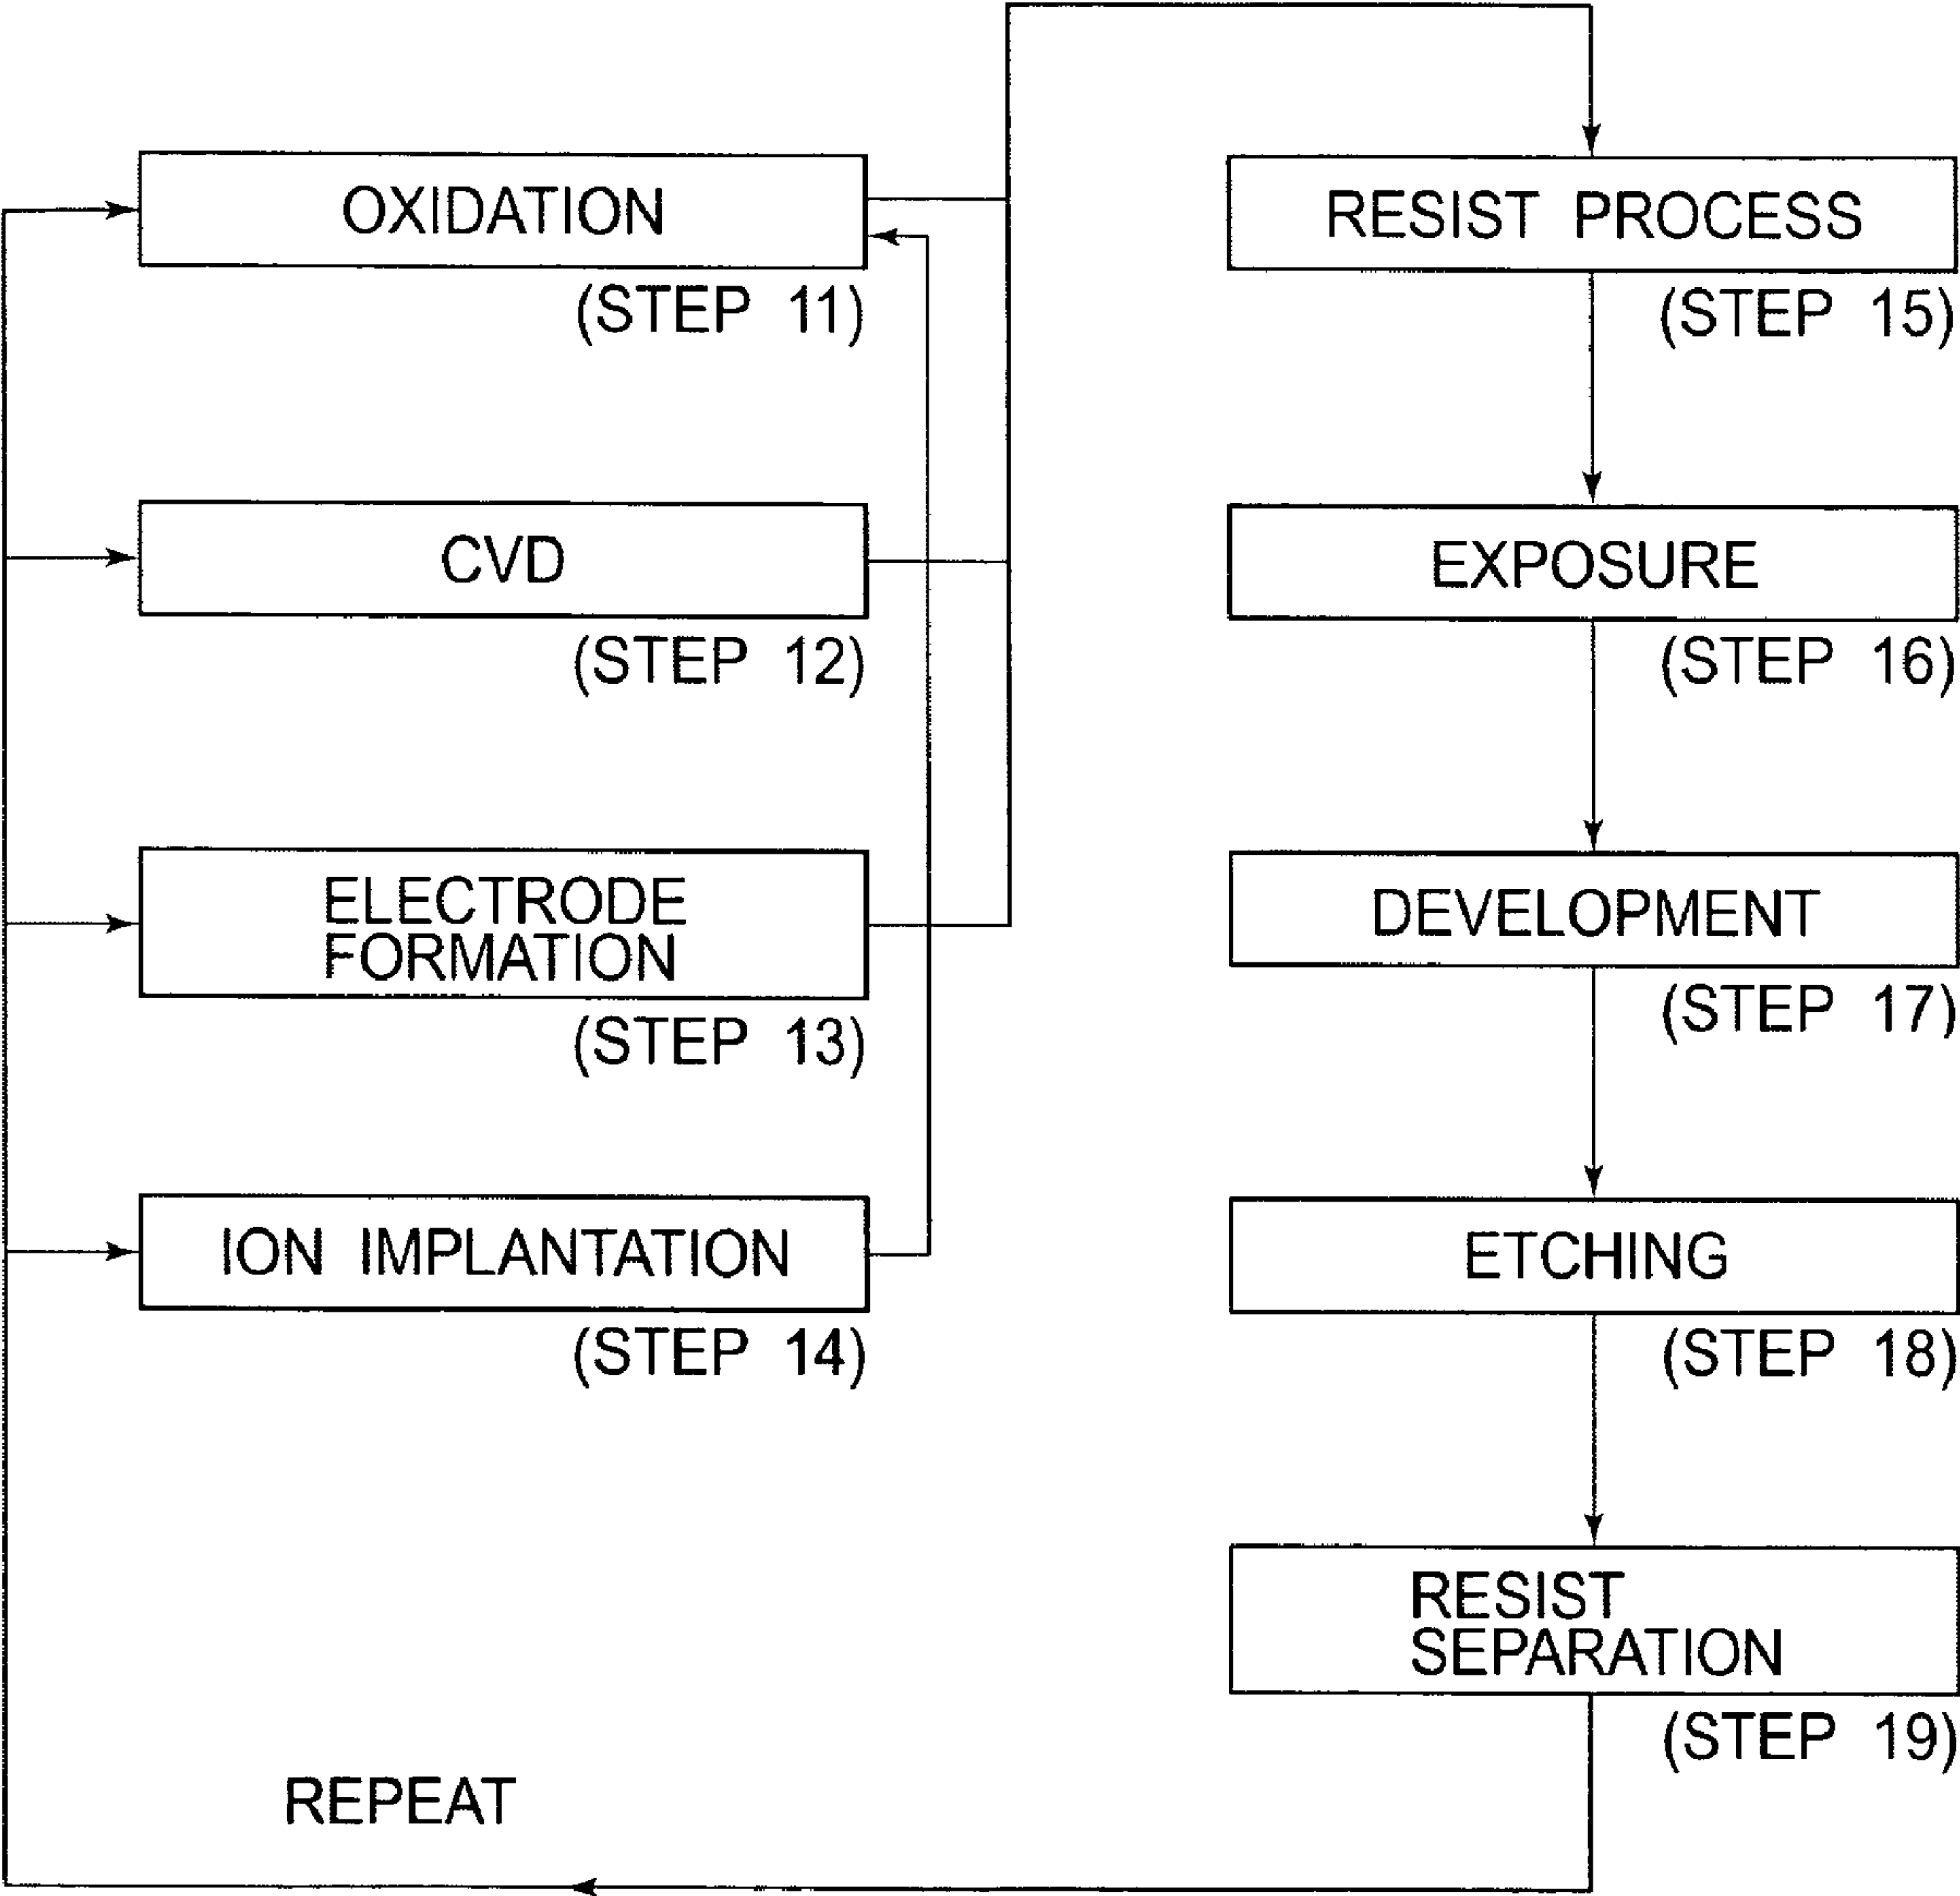 OXIDATION
(STEP 11)
CVD
(STEP 12)
ELECTRODE
FORMATION
(STEP 13)
ION IMPLANTATION
(STEP 14)
RESIST PROCESS
(STEP 15)
EXPOSURE
(STEP 16)
DEVELOPMENT
(STEP 17)
ETCHING
(STEP 18)
RESIST
SEPARATION
(STEP 19)
REPEAT